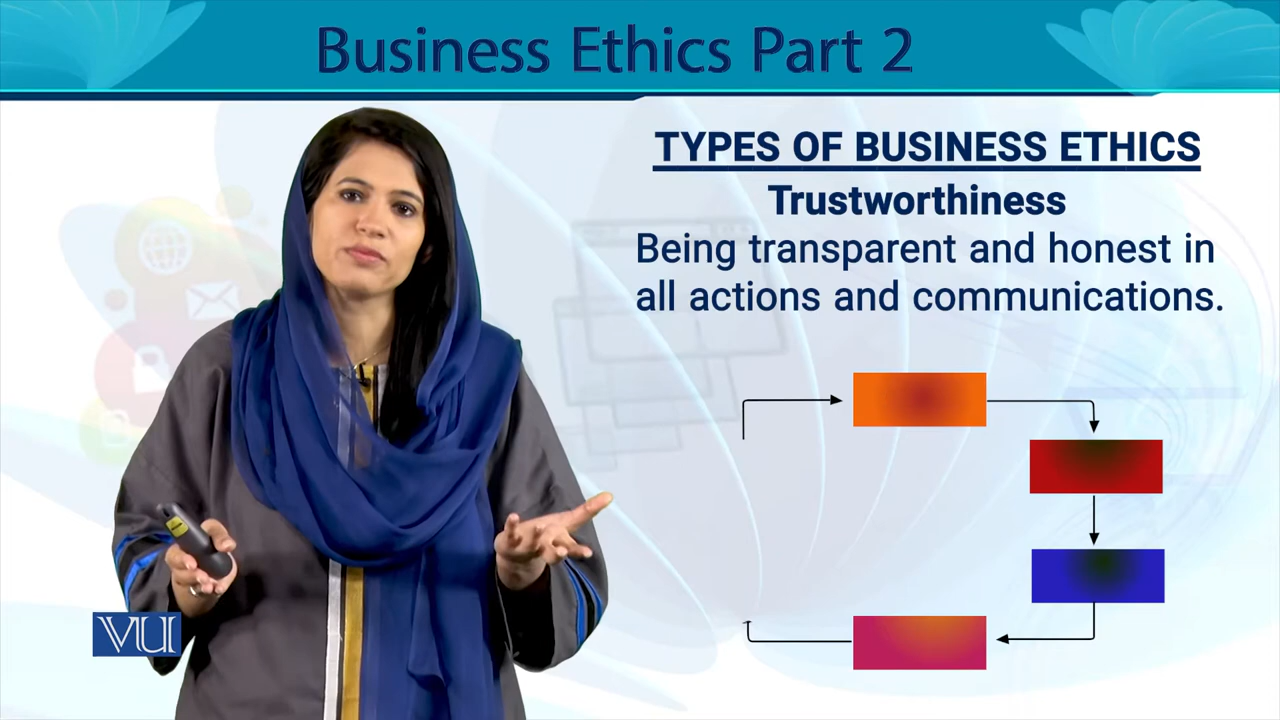 Business Ethics Part 2
TYPES OF BUSINESS ETHICS
Trustworthiness
Being transparent and honest in
all actions and communications.
VU